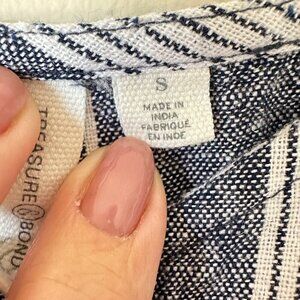 S
MADE IN
INDIA
FABRIQUÉ
EN INDE
TREASURE & BOND